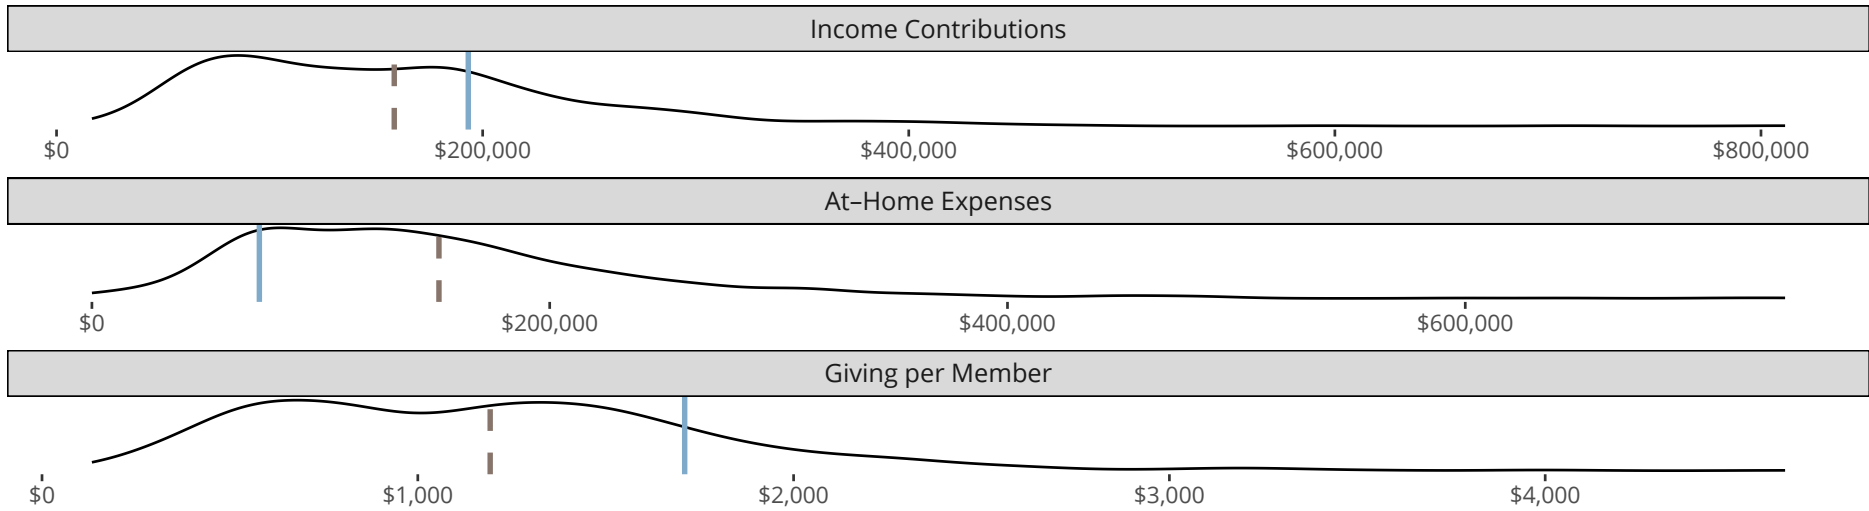 Income Contributions
$0 $200,000 $400,000 $600,000 $800,000
At–Home Expenses
$0 $200,000 $400,000 $600,000
Giving per Member
$0 $1,000 $2,000 $3,000 $4,000